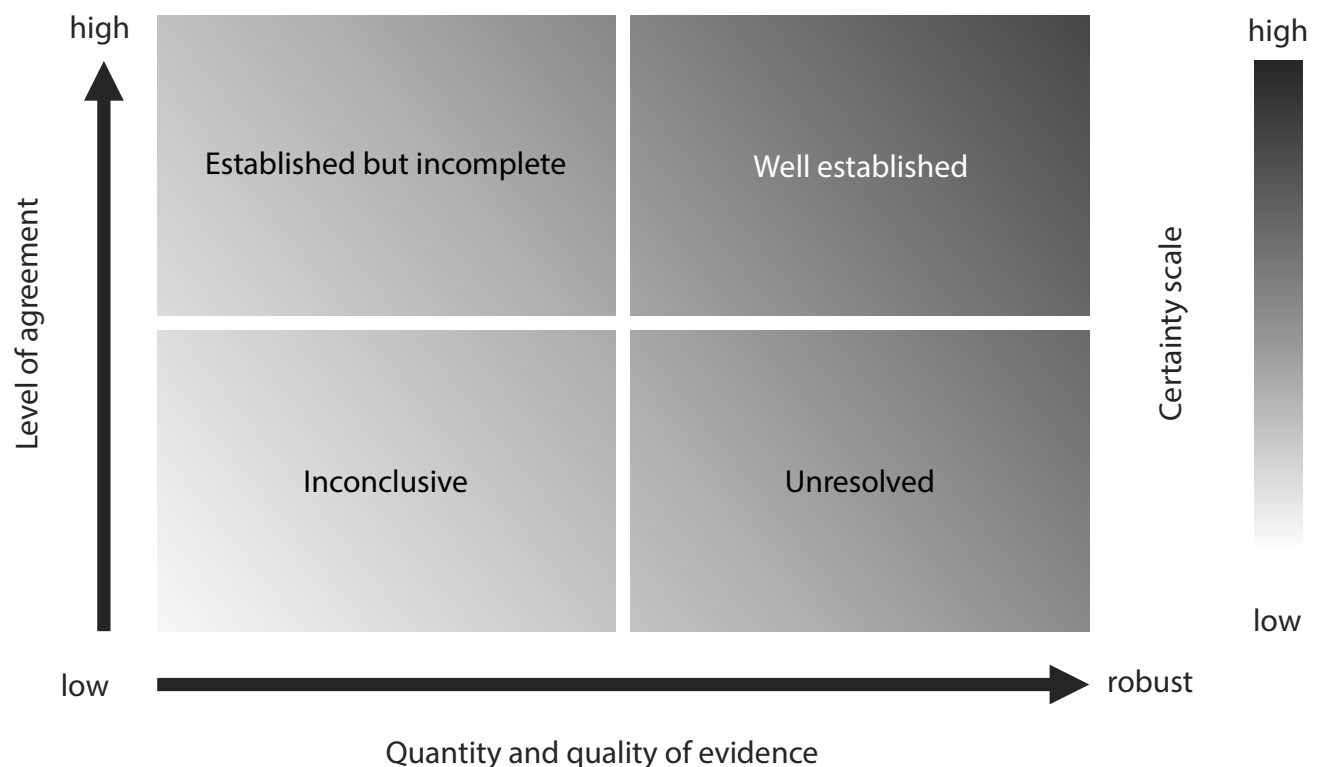 high
high
Established but incomplete
Well established
Level of agreement
Certainty scale
Inconclusive
Unresolved
low
low
robust
Quantity and quality of evidence